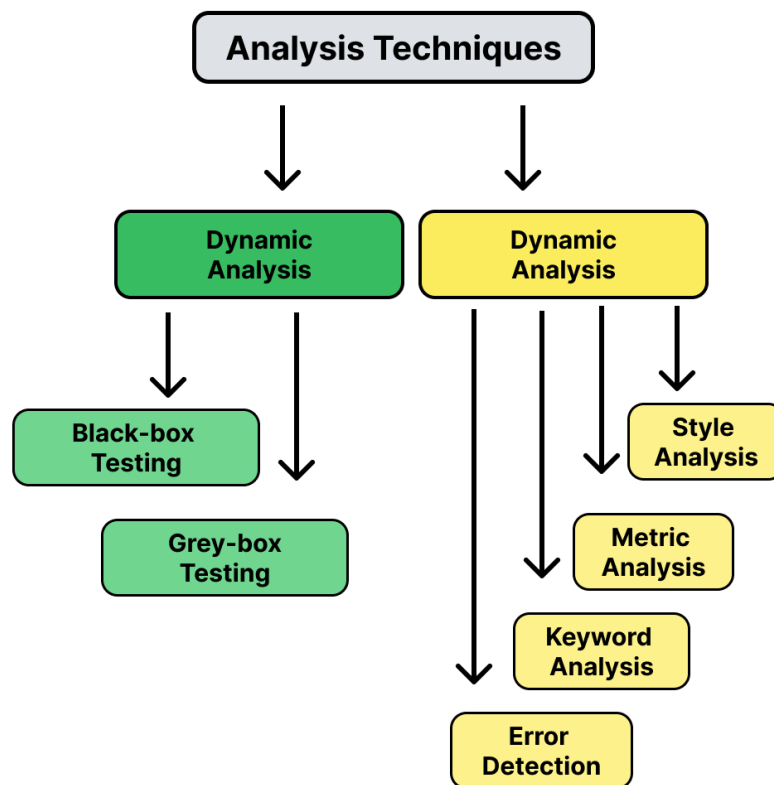 Analysis Techniques
Dynamic
Analysis
Dynamic
Analysis
Black-box
Testing
Grey-box
Testing
Style
Analysis
Metric
Analysis
Keyword
Analysis
Error
Detection